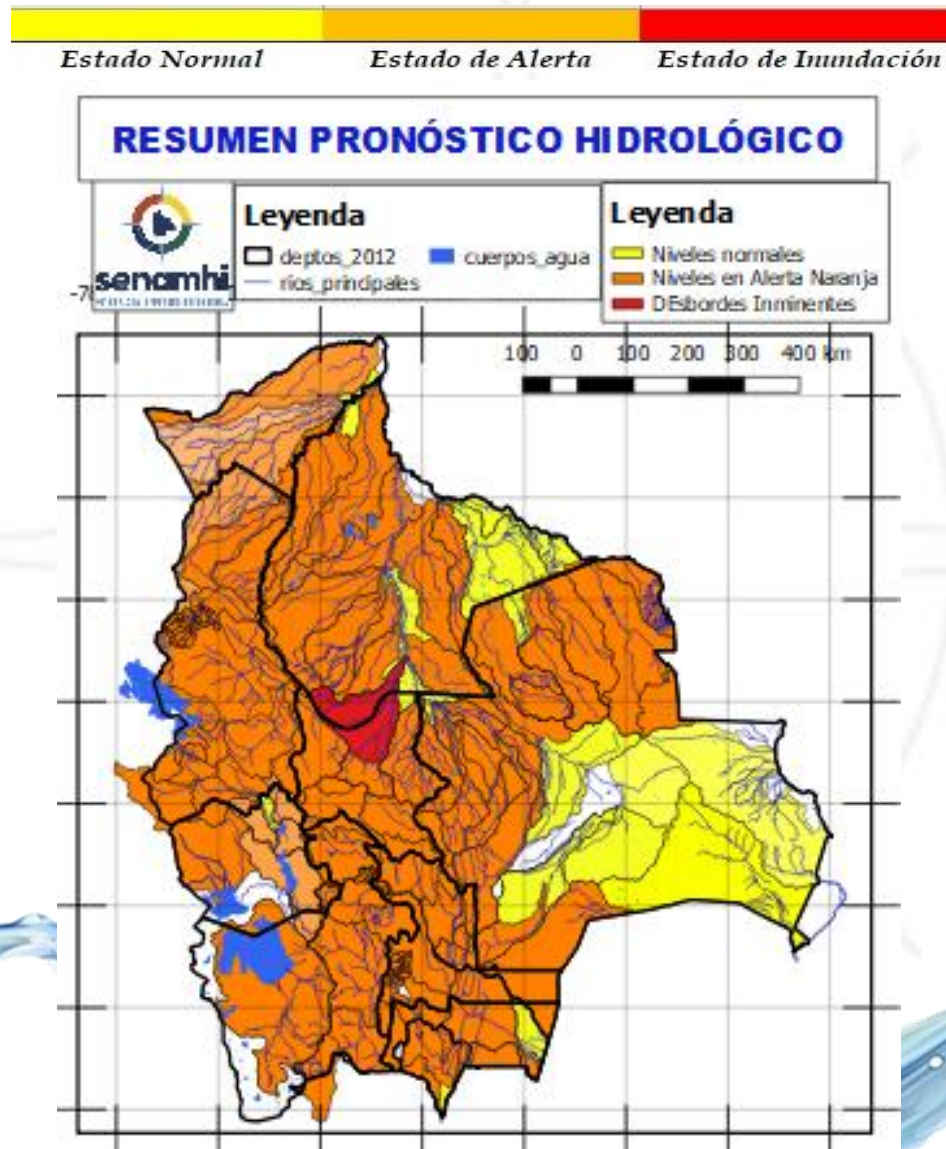 Estado Normal Estado de Alerta Estado de Inundación
RESUMEN PRONÓSTICO HIDROLÓGICO
senamhi
Leyenda
deptos_2012 cuerpos_agua
rios_principales
Leyenda
Niveles normales
Niveles en Alerta Naranja
DEsbordes Inminentes
100 0 100 200 300 400 km